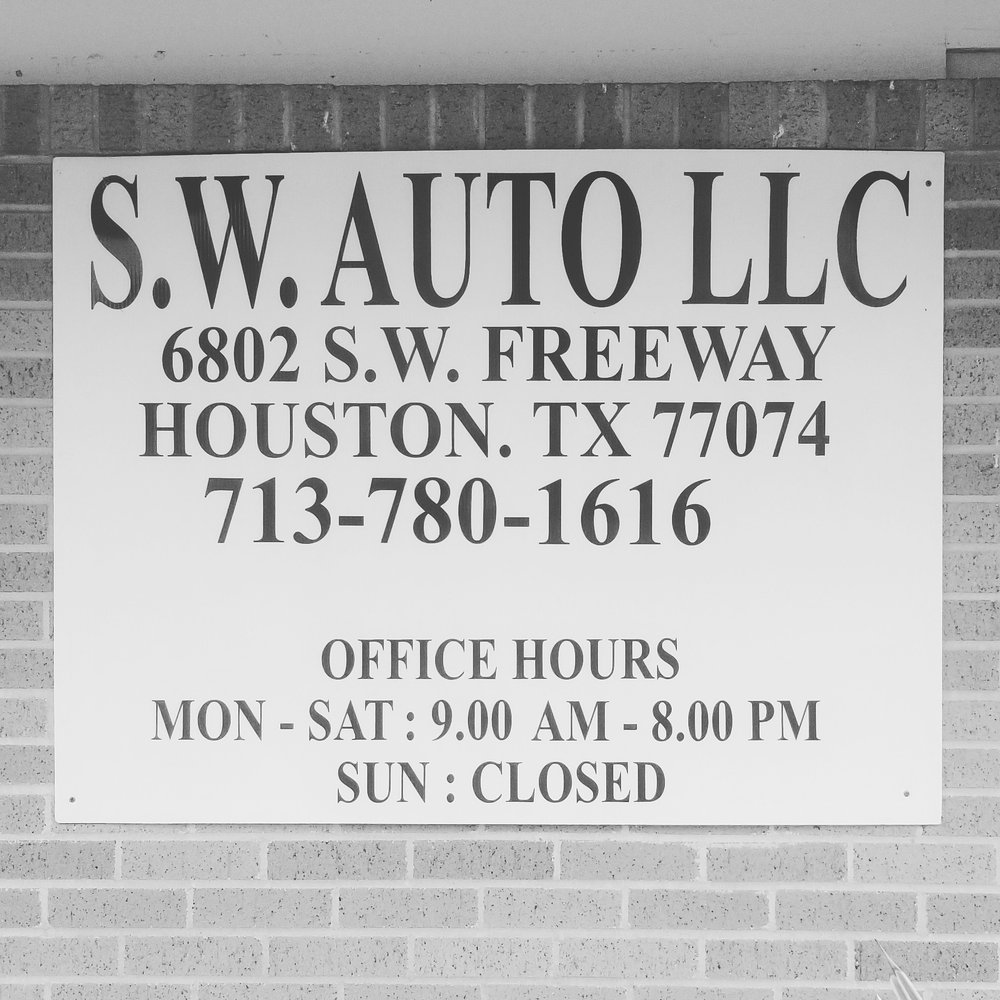 S.W. AUTO LLC
6802 S.W. FREEWAY
HOUSTON. TX 77074
713-780-1616
OFFICE HOURS
MON - SAT : 9.00 AM - 8.00 PM
SUN : CLOSED